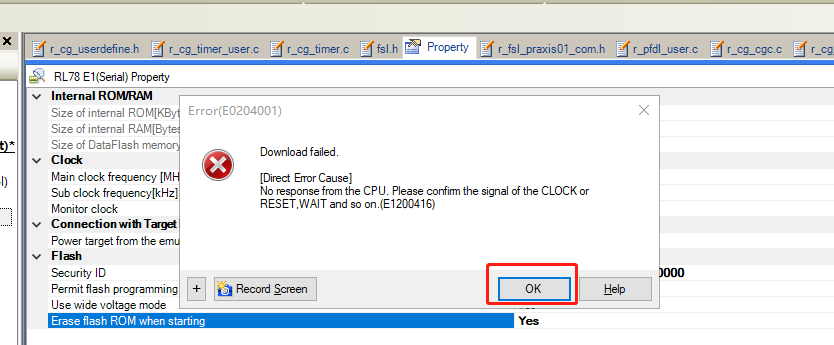 r_cg_userdefine.h r_cg_timer_user.c r_cg_timer.c fsl.h Property r_fsl_praxis01_com.h r_pfdl_user.c r_cg_cgc.c r_cg
RL78 E1(Serial) Property
Internal ROM/RAM
Size of internal ROM[KByt
Size of internal RAM[Bytes
Size of DataFlash memory
Clock
Main clock frequency [MH
Sub clock frequency[kHz]
Monitor clock
Connection with Target
Power target from the emu
Flash
Security ID 0000
Permit flash programming
Use wide voltage mode
Erase flash ROM when starting Yes
t)*
Error(E0204001)
Download failed.
[Direct Error Cause]
No response from the CPU. Please confirm the signal of the CLOCK or
RESET,WAIT and so on.(E1200416)
+ Record Screen OK Help